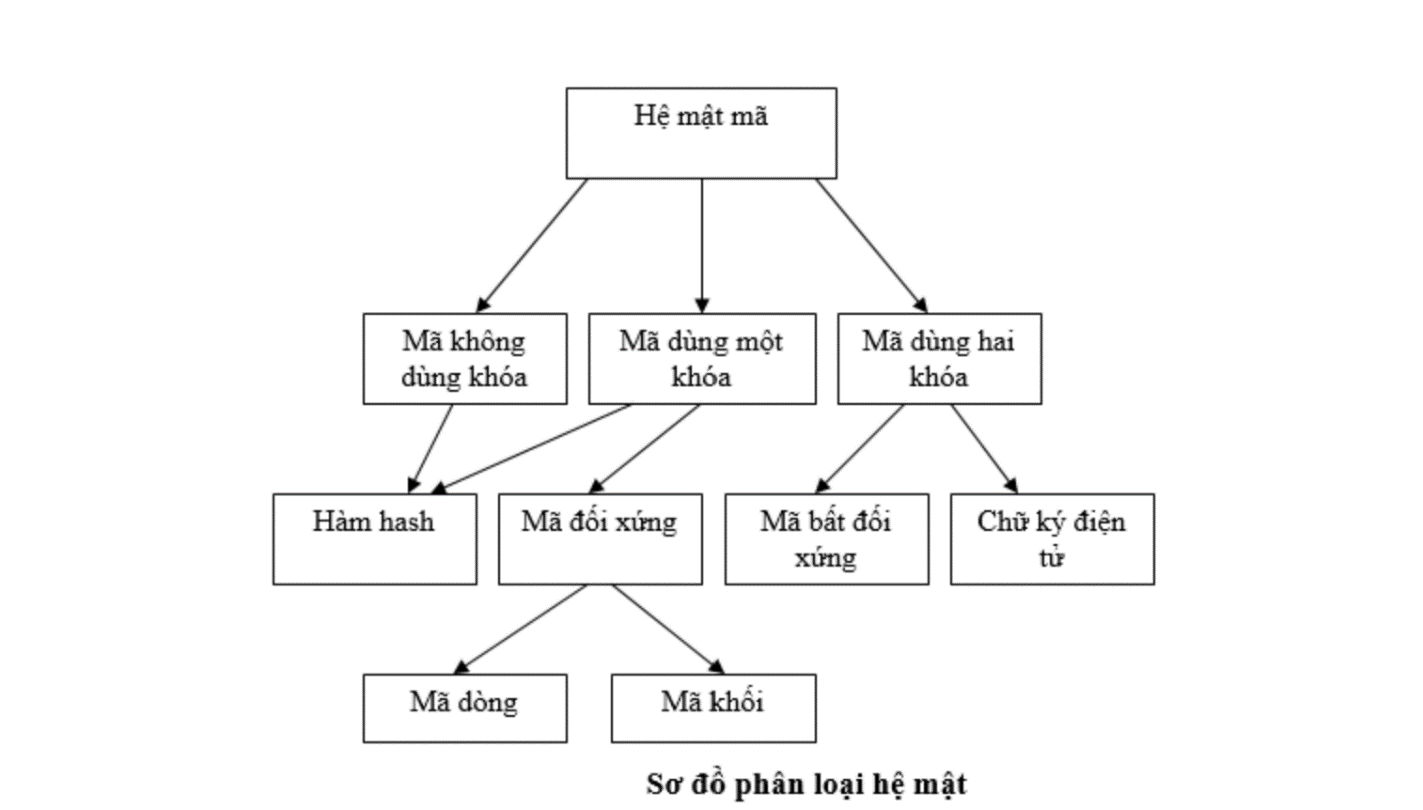 Hệ mật mã
Mã không
dùng khóa
Mã dùng một
khóa
Mã dùng hai
khóa
Hàm hash
Mã đối xứng
Mã bất đối
xứng
Chữ ký điện
tử
Mã dòng
Mã khối
Sơ đồ phân loại hệ mật